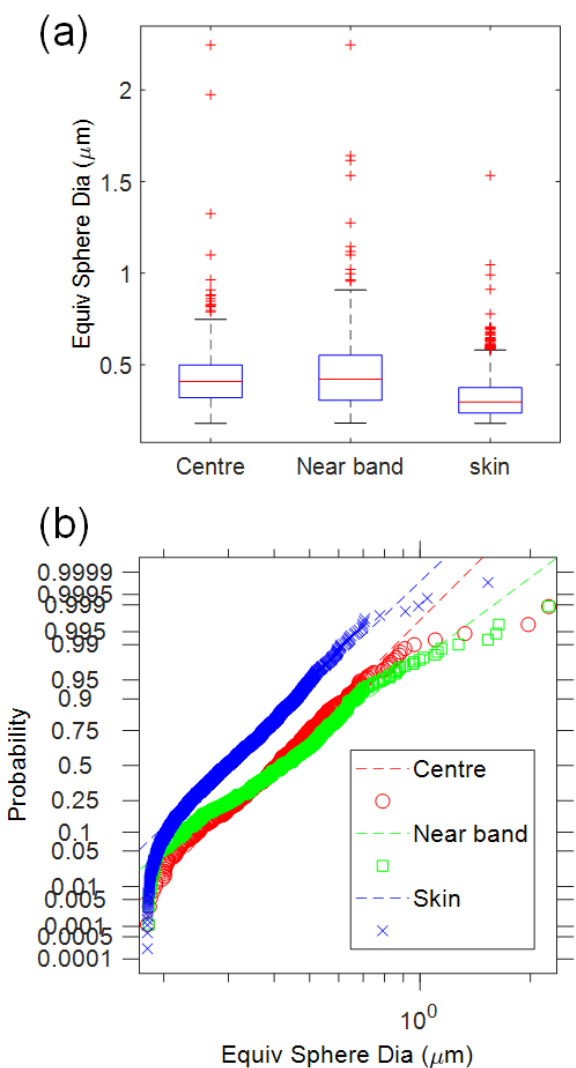 (a)
Equiv Sphere Dia (μm)
2
1.5
1
0.5
Centre
Near band
skin
(b)
Probability
0.9999
0.9995
0.999
0.995
0.99
0.95
0.9
0.75
0.5
0.25
0.1
0.05
0.01
0.005
0.001
0.0005
0.0001
Centre
Near band
Skin
10⁰
Equiv Sphere Dia (μm)